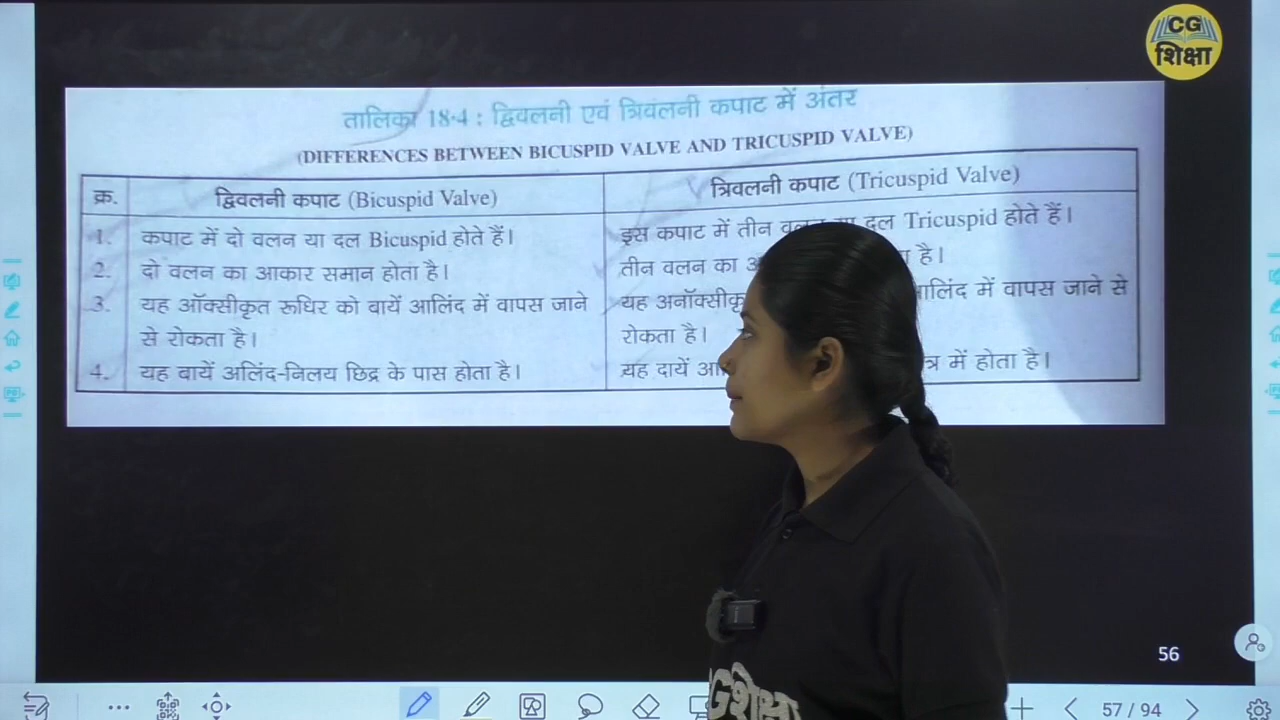 CG
शिक्षा
तालिका 18·4 : द्विवलनी एवं त्रिवलनी कपाट में अंतर
(DIFFERENCES BETWEEN BICUSPID VALVE AND TRICUSPID VALVE)
क्र. द्विवलनी कपाट (Bicuspid Valve) त्रिवलनी कपाट (Tricuspid Valve)
1. कपाट में दो वलन या दल Bicuspid होते हैं। इस कपाट में तीन दल Tricuspid होते हैं।
2. दो वलन का आकार समान होता है। तीन वलन का है।
3. यह ऑक्सीकृत रूधिर को बायें आलिंद में वापस जाने यह में वापस जाने से
से रोकता है। रोकता है।
4. यह बायें अलिंद-निलय छिद्र के पास होता है। यह दायें में होता है।
56
57 / 94
CGशिक्षा